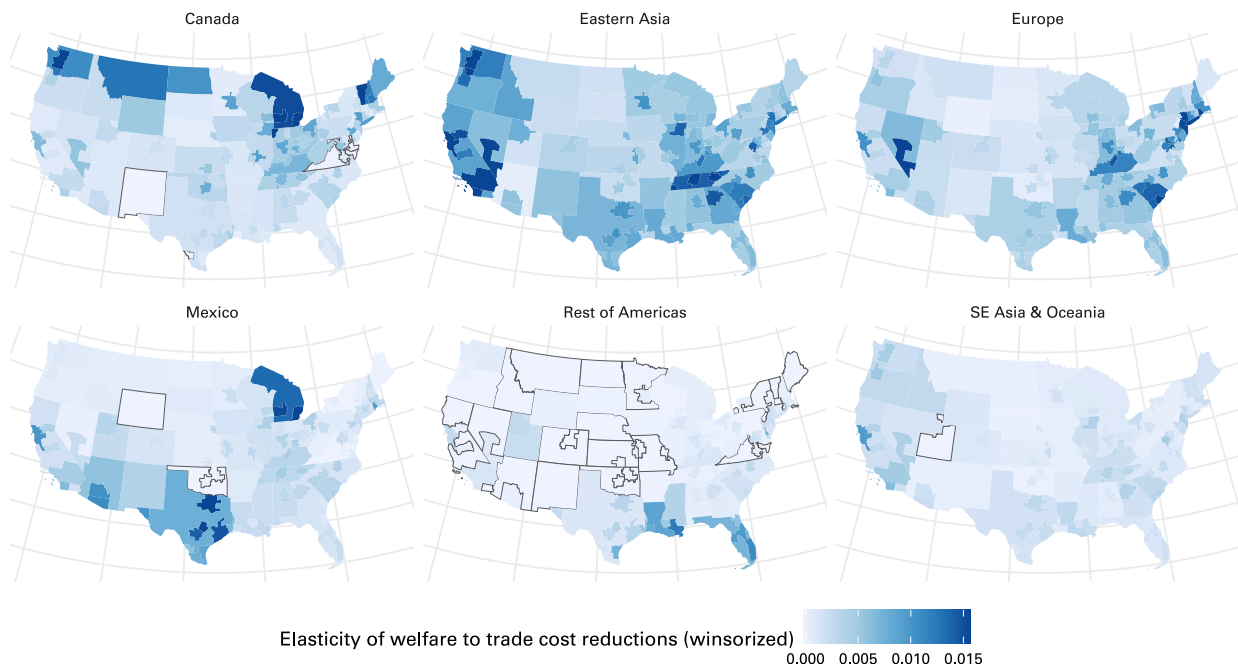 Canada
Eastern Asia
Europe
Mexico
Rest of Americas
SE Asia & Oceania
Elasticity of welfare to trade cost reductions (winsorized)
0.000 0.005 0.010 0.015